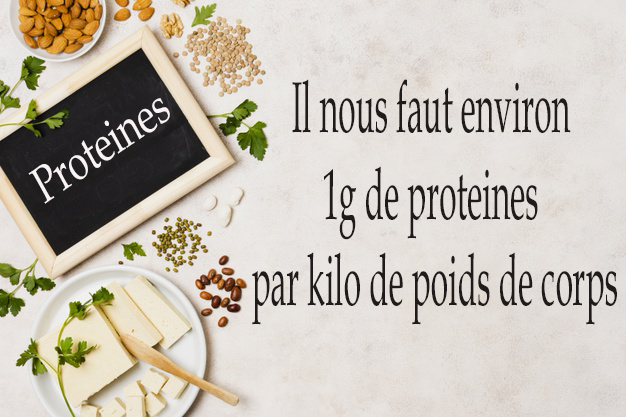 Proteines
Il nous faut environ
1g de proteines
par kilo de poids de corps